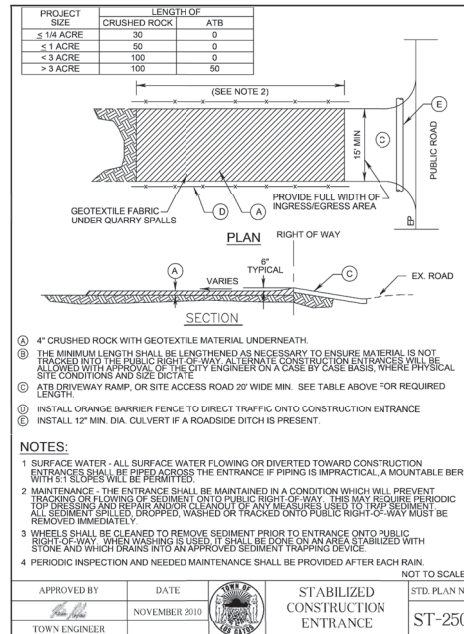 PROJECT SIZE LENGTH OF
CRUSHED ROCK ATB
≤ 1/4 ACRE 30 0
≤ 1 ACRE 50 0
< 3 ACRE 100 0
> 3 ACRE 100 50
(SEE NOTE 2)
15' MIN
E
PUBLIC ROAD
GEOTEXTILE FABRIC
UNDER QUARRY SPALLS
D
A
PROVIDE FULL WIDTH OF
INGRESS/EGRESS AREA
EP
PLAN
RIGHT OF WAY
A
VARIES
6"
TYPICAL
C
EX. ROAD
SECTION
A 4" CRUSHED ROCK WITH GEOTEXTILE MATERIAL UNDERNEATH.
B THE MINIMUM LENGTH SHALL BE LENGTHENED AS NECESSARY TO ENSURE MATERIAL IS NOT
TRACKED INTO THE PUBLIC RIGHT-OF-WAY. ALTERNATE CONSTRUCTION ENTRANCES WILL BE
ALLOWED WITH APPROVAL OF THE CITY ENGINEER ON A CASE BY CASE BASIS, WHERE PHYSICAL
SITE CONDITIONS AND SIZE DICTATE
C ATB DRIVEWAY RAMP, OR SITE ACCESS ROAD 20' WIDE MIN. SEE TABLE ABOVE FOR REQUIRED
LENGTH.
D INSTALL ORANGE BARRIER FENCE TO DIRECT TRAFFIC ONTO CONSTRUCTION ENTRANCE
E INSTALL 12" MIN. DIA. CULVERT IF A ROADSIDE DITCH IS PRESENT.
NOTES:
1 SURFACE WATER - ALL SURFACE WATER FLOWING OR DIVERTED TOWARD CONSTRUCTION
ENTRANCES SHALL BE PIPED ACROSS THE ENTRANCE IF PIPING IS IMPRACTICAL, A MOUNTABLE BER
WITH 5:1 SLOPES WILL BE PERMITTED.
2 MAINTENANCE - THE ENTRANCE SHALL BE MAINTAINED IN A CONDITION WHICH WILL PREVENT
TRACKING OR FLOWING OF SEDIMENT ONTO PUBLIC RIGHT-OF-WAY. THIS MAY REQUIRE PERIODIC
TOP DRESSING AND REPAIR AND/OR CLEANOUT OF ANY MEASURES USED TO TRAP SEDIMENT.
ALL SEDIMENT SPILLED, DROPPED, WASHED OR TRACKED ONTO PUBLIC RIGHT-OF-WAY MUST BE
REMOVED IMMEDIATELY.
3 WHEELS SHALL BE CLEANED TO REMOVE SEDIMENT PRIOR TO ENTRANCE ONTO PUBLIC
RIGHT-OF-WAY. WHEN WASHING IS USED, IT SHALL BE DONE ON AN AREA STABILIZED WITH
STONE AND WHICH DRAINS INTO AN APPROVED SEDIMENT TRAPPING DEVICE.
4 PERIODIC INSPECTION AND NEEDED MAINTENANCE SHALL BE PROVIDED AFTER EACH RAIN.
NOT TO SCALE
APPROVED BY
TOWN ENGINEER
DATE
NOVEMBER 2010
TOWN OF
LOS GATOS
STABILIZED
CONSTRUCTION
ENTRANCE
STD. PLAN N
ST-250